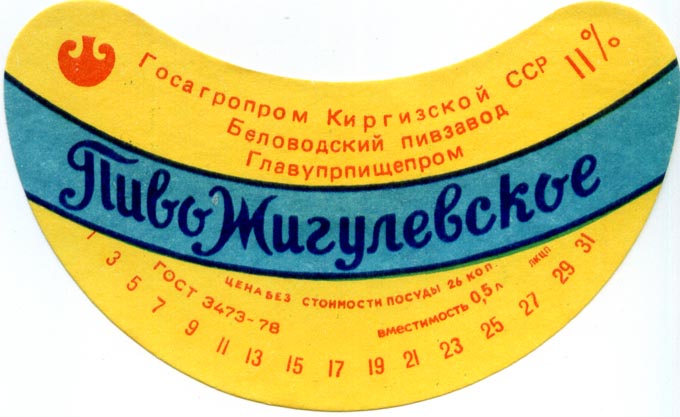 Госагропром Киргизской ССР 11%
Беловодский пивзавод
Главупрпищепром
Пиво Жигулевское
ЦЕНА БЕЗ СТОИМОСТИ ПОСУДЫ 26 КОП.
ЛКЦП
ГОСТ 3473-78
вместимость 0,5 л
1 3 5 7 9 11 13 15 17 19 21 23 25 27 29 31